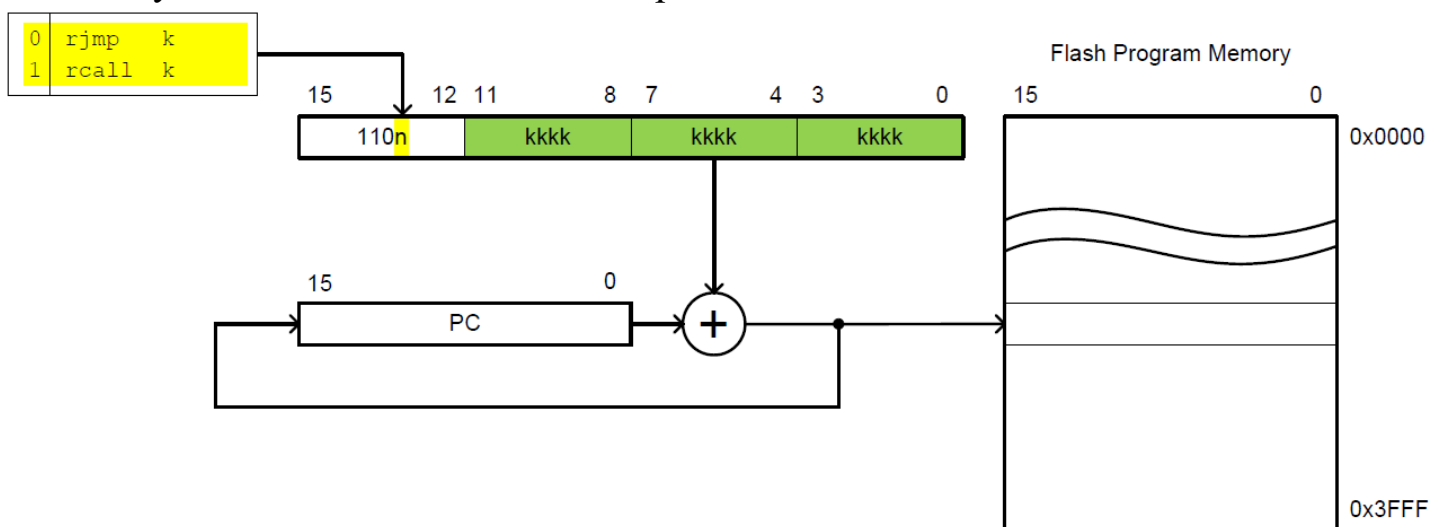 0 rjmp k
1 rcall k
Flash Program Memory
15 12 11 8 7 4 3 0
15 0
110n kkkk kkkk kkkk
0x0000
15 0
PC +
0x3FFF